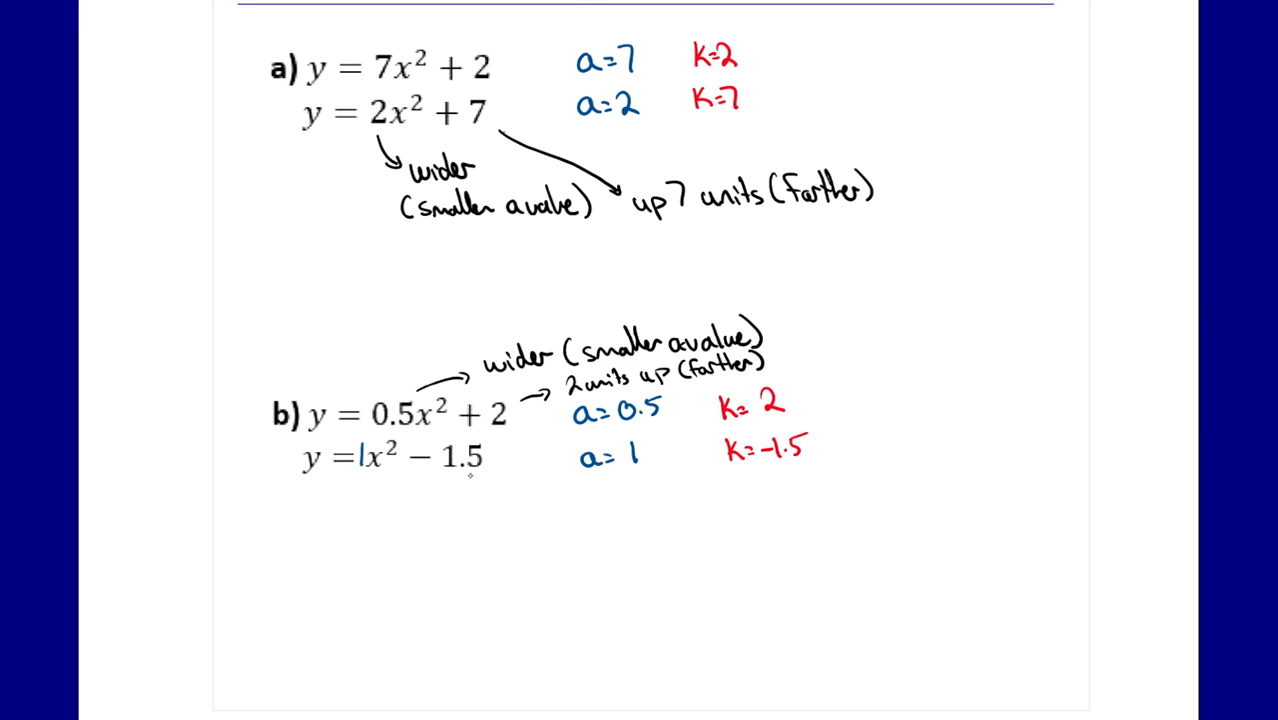 a) y = 7x² + 2 a=7 k=2
y = 2x² + 7 a=2 k=7
wider
(smaller a value) up 7 units (farther)
wider (smaller a value)
2 units up (farther)
b) y = 0.5x² + 2 a=0.5 k=2
y = 1x² − 1.5 a=1 k=-1.5